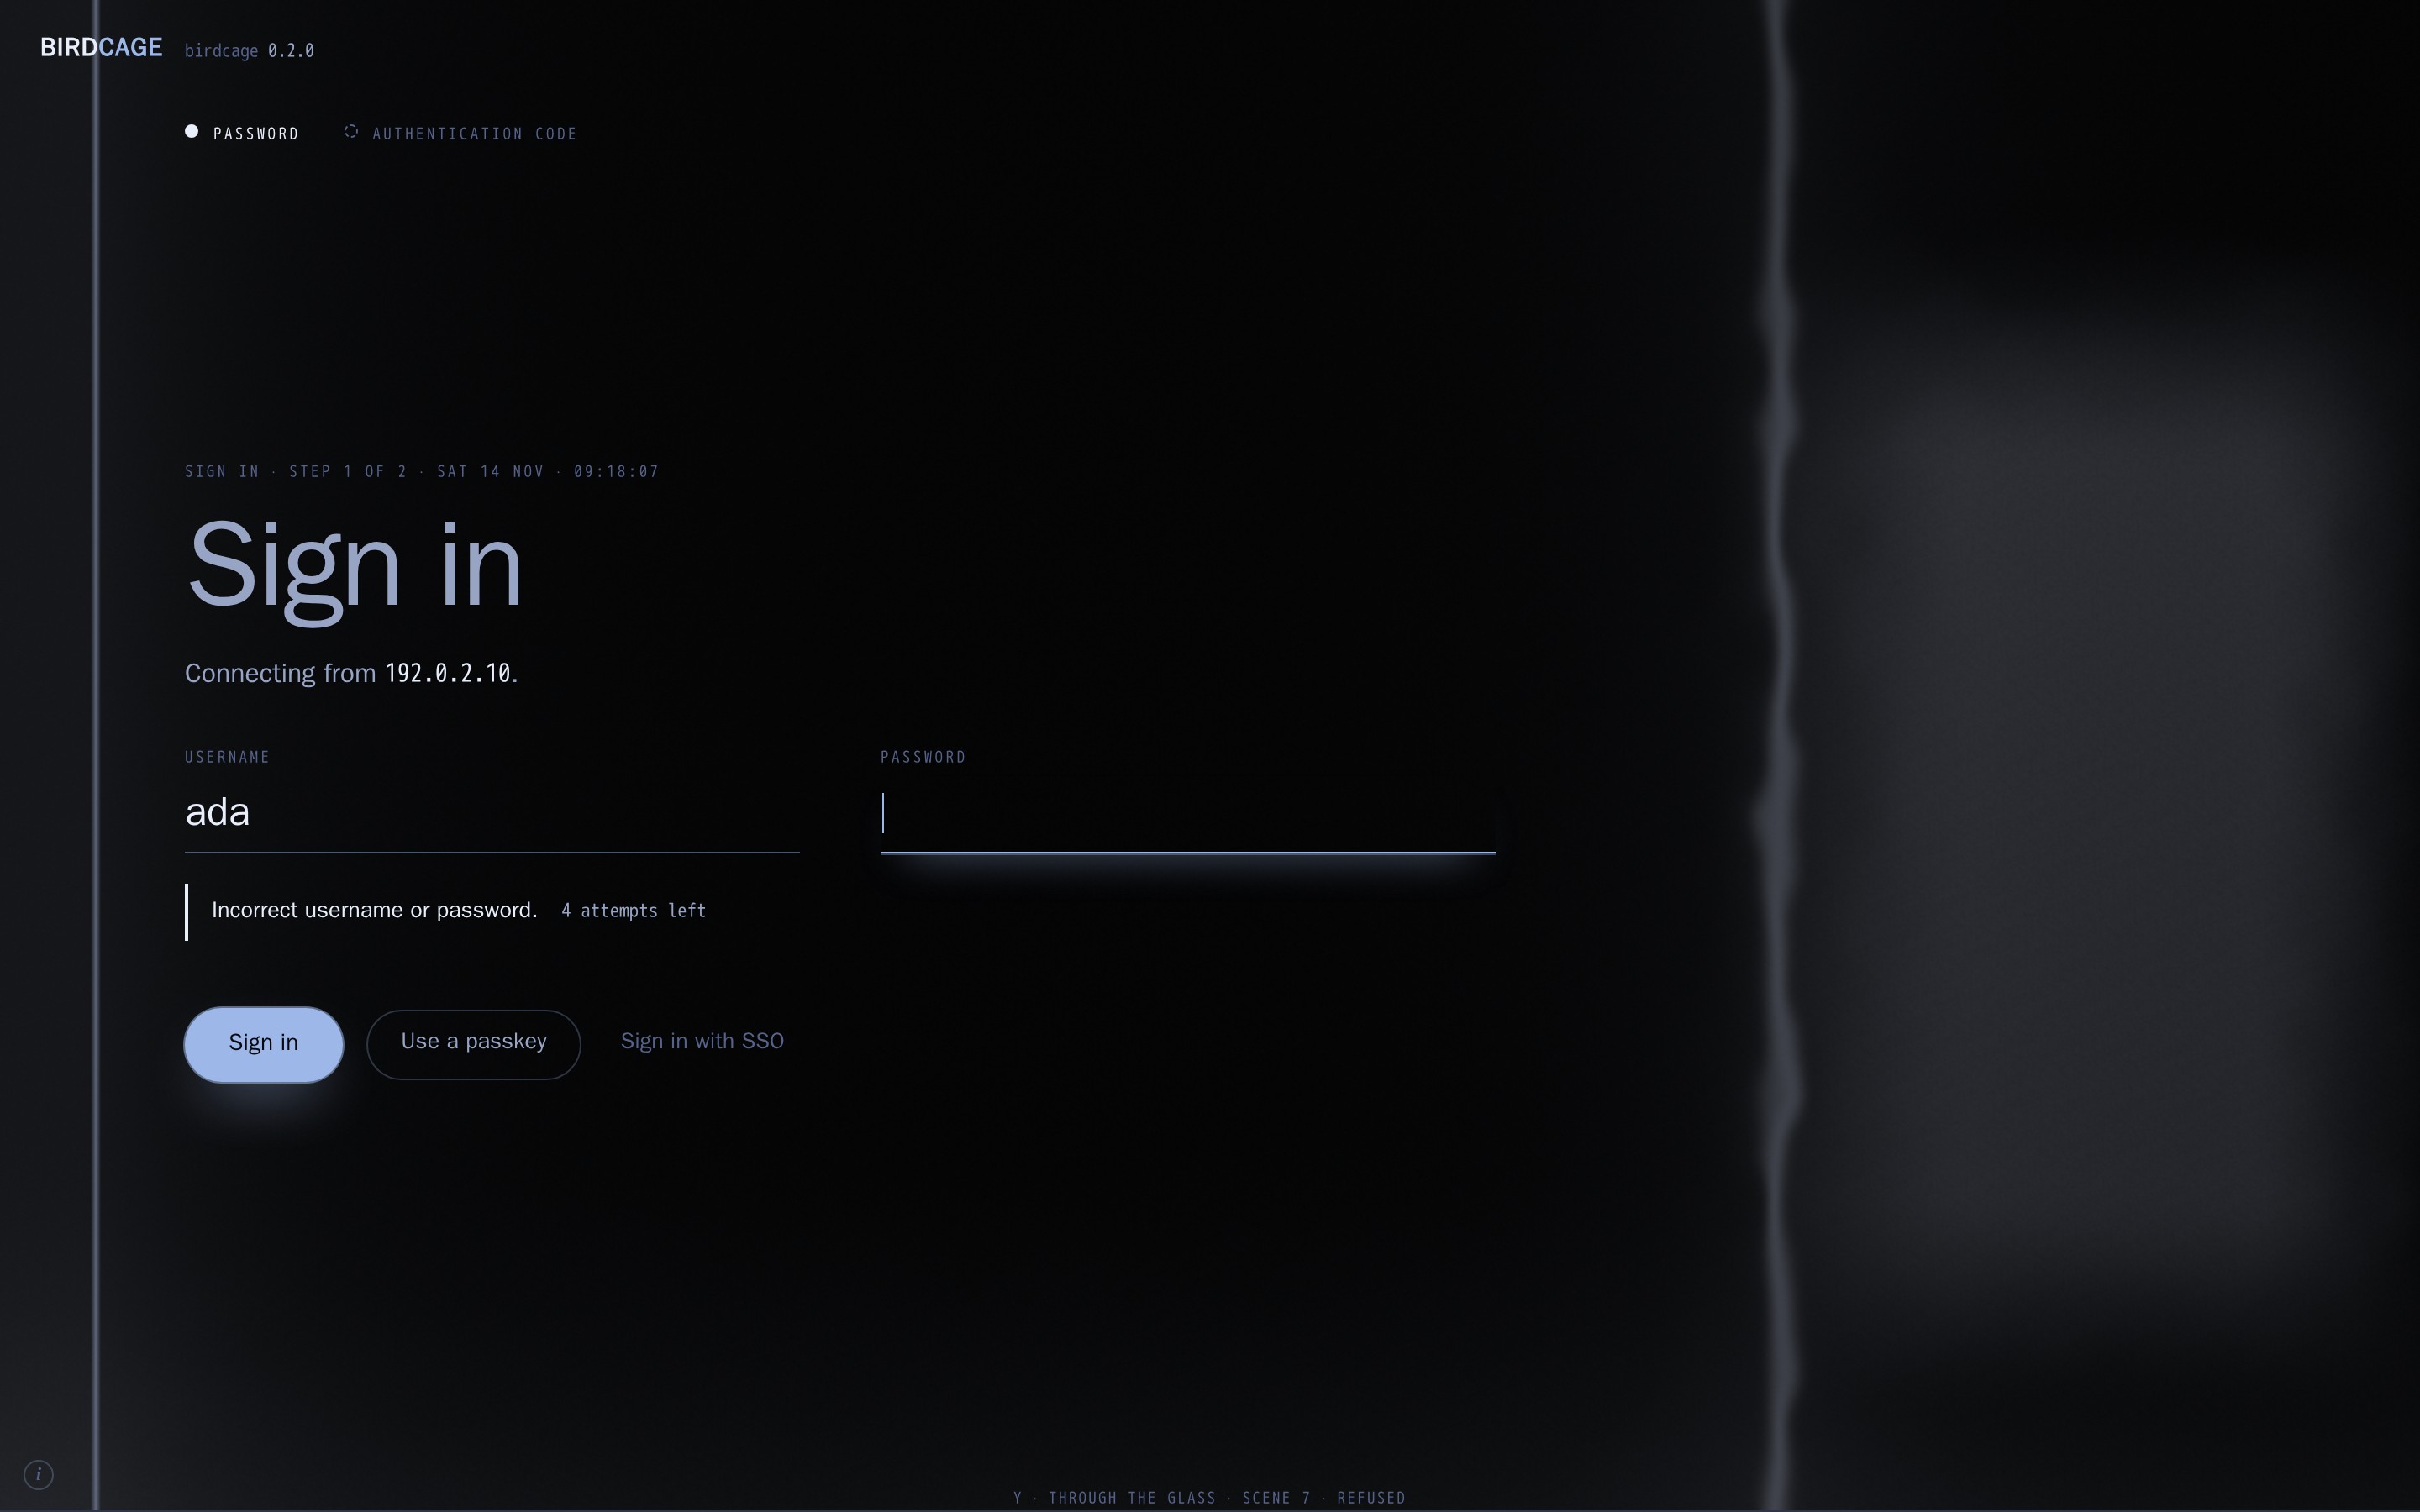 BIRDCAGE birdcage 0.2.0
PASSWORD AUTHENTICATION CODE
SIGN IN · STEP 1 OF 2 · SAT 14 NOV · 09:18:07
Sign in
Connecting from 192.0.2.10.
USERNAME PASSWORD
ada
Incorrect username or password. 4 attempts left
Sign in Use a passkey Sign in with SSO
i
Y · THROUGH THE GLASS · SCENE 7 · REFUSED